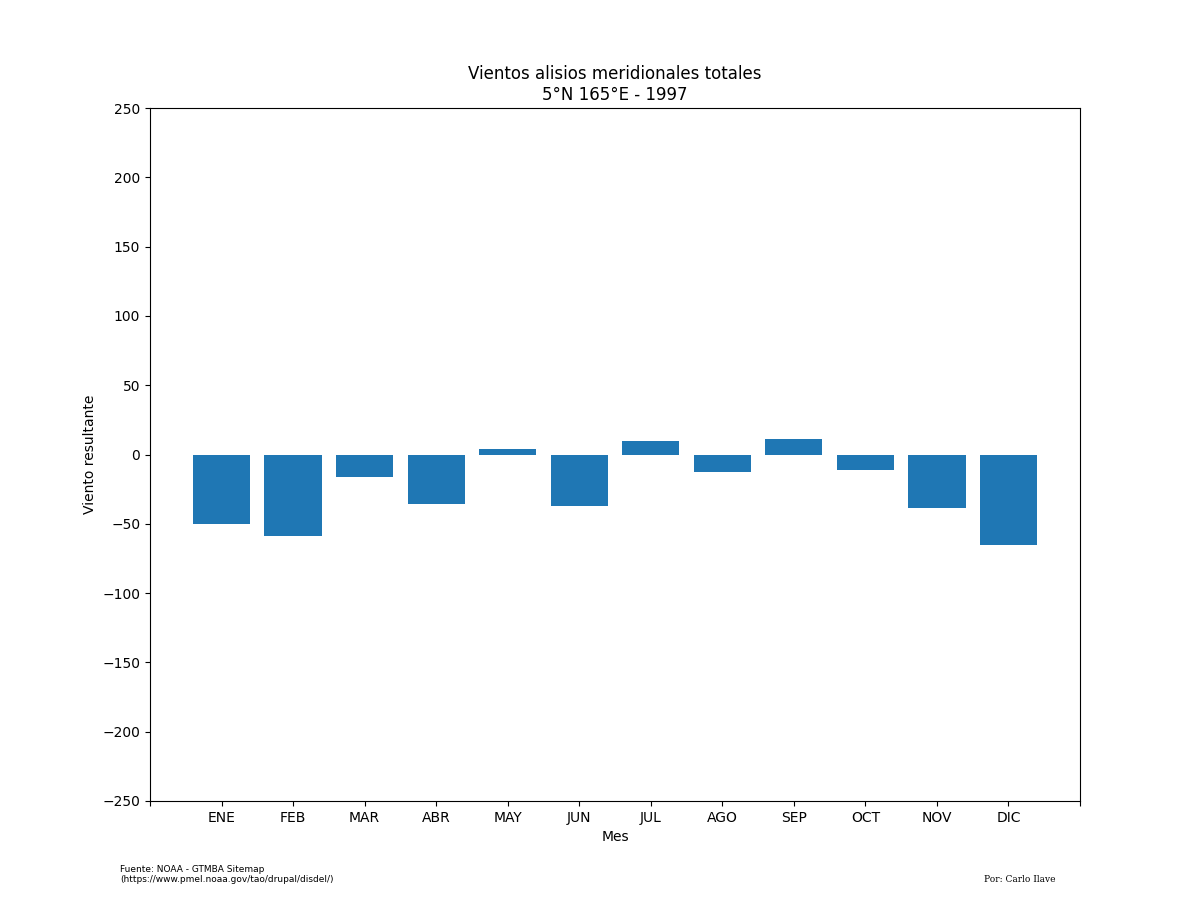 Vientos alisios meridionales totales
5°N 165°E - 1997
250
200
150
100
50
0
−50
−100
−150
−200
−250
Viento resultante
ENE FEB MAR ABR MAY JUN JUL AGO SEP OCT NOV DIC
Mes
Fuente: NOAA - GTMBA Sitemap
(https://www.pmel.noaa.gov/tao/drupal/disdel/)
Por: Carlo Ilave